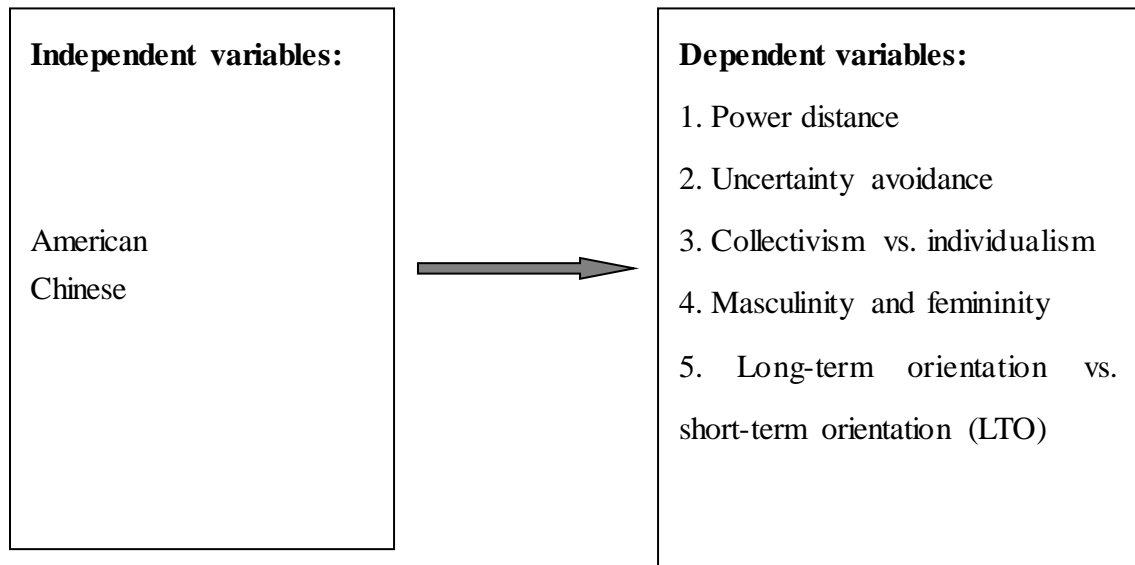 Independent variables:
American
Chinese
Dependent variables:
1. Power distance
2. Uncertainty avoidance
3. Collectivism vs. individualism
4. Masculinity and femininity
5. Long-term orientation vs.
short-term orientation (LTO)